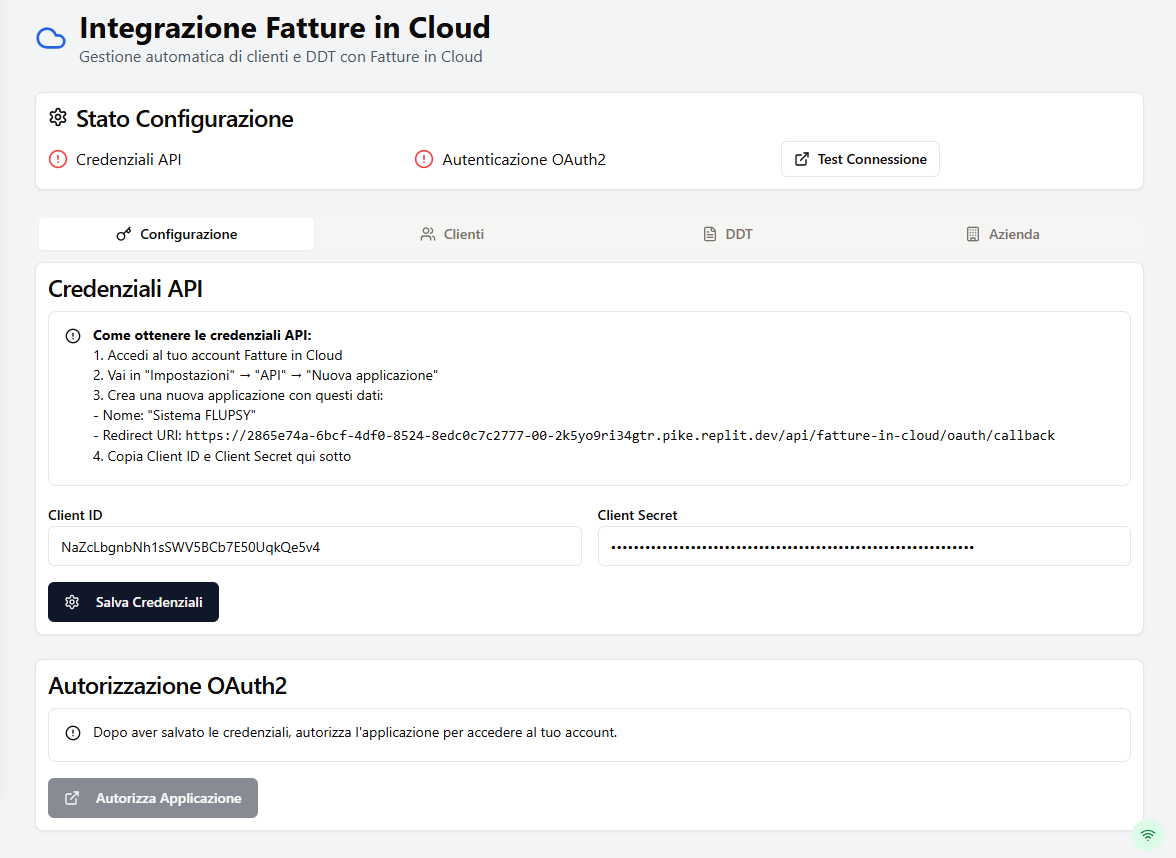 Integrazione Fatture in Cloud
Gestione automatica di clienti e DDT con Fatture in Cloud
Stato Configurazione
Credenziali API
Autenticazione OAuth2
Test Connessione
Configurazione
Clienti
DDT
Azienda
Credenziali API
Come ottenere le credenziali API:
1. Accedi al tuo account Fatture in Cloud
2. Vai in "Impostazioni" → "API" → "Nuova applicazione"
3. Crea una nuova applicazione con questi dati:
- Nome: "Sistema FLUPSY"
- Redirect URI: https://2865e74a-6bcf-4df0-8524-8edc0c7c2777-00-2k5yo9ri34gtr.pike.replit.dev/api/fatture-in-cloud/oauth/callback
4. Copia Client ID e Client Secret qui sotto
Client ID
Client Secret
NaZcLbgnbNh1sSWV5BCb7E50UqkQe5v4
Salva Credenziali
Autorizzazione OAuth2
Dopo aver salvato le credenziali, autorizza l'applicazione per accedere al tuo account.
Autorizza Applicazione